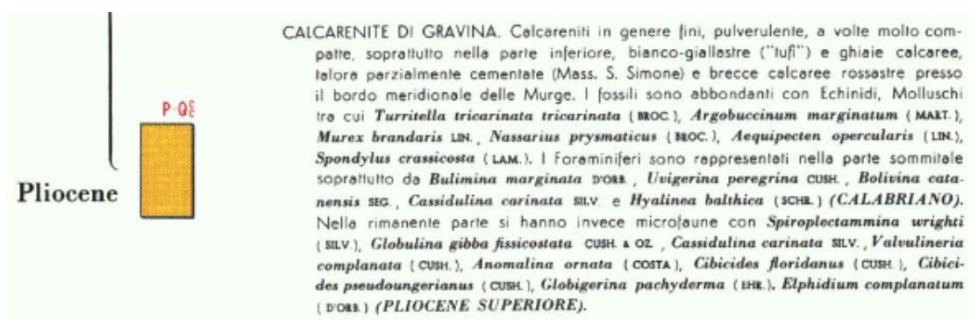 CALCARENITE DI GRAVINA. Calcareniti in genere fini, pulverulente, a volte molto com-
patte, soprattutto nella parte inferiore, bianco-giallastre ("tufi") e ghiaie calcaree,
talora parzialmente cementate (Mass. S. Simone) e brecce calcaree rossastre presso
il bordo meridionale delle Murge. I fossili sono abbondanti con Echinidi, Molluschi
tra cui Turritella tricarinata tricarinata (BROC.), Argobuccinum marginatum (MART.),
Murex brandaris LIN., Nassarius prysmaticus (BROC.), Aequipecten opercularis (LIN.),
Spondylus crassicosta (LAM.). I Foraminiferi sono rappresentati nella parte sommitale
soprattutto da Bulimina marginata D'ORB., Uvigerina peregrina CUSH., Bolivina cata-
nensis SEG., Cassidulina carinata SILV. e Hyalinea balthica (SCHR.) (CALABRIANO).
Nella rimanente parte si hanno invece microfaune con Spiroplectammina wrighti
(SILV.), Globulina gibba fissicostata CUSH. & OZ., Cassidulina carinata SILV., Valvulineria
complanata (CUSH.), Anomalina ornata (COSTA), Cibicides floridanus (CUSH.), Cibici-
des pseudoungerianus (CUSH.), Globigerina pachyderma (EHR.), Elphidium complanatum
(D'ORB.) (PLIOCENE SUPERIORE).
P-Q
Pliocene